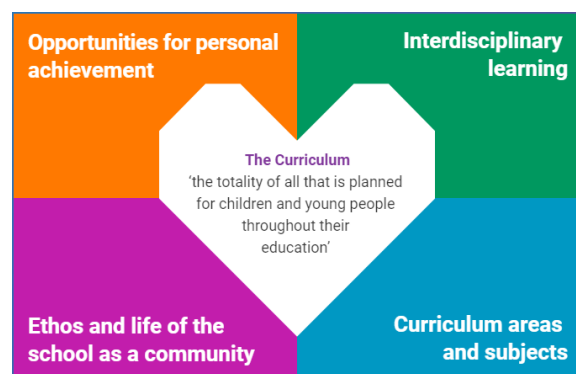 Opportunities for personal
achievement
Interdisciplinary
learning
The Curriculum
‘the totality of all that is planned
for children and young people
throughout their
education’
Ethos and life of the
school as a community
Curriculum areas
and subjects